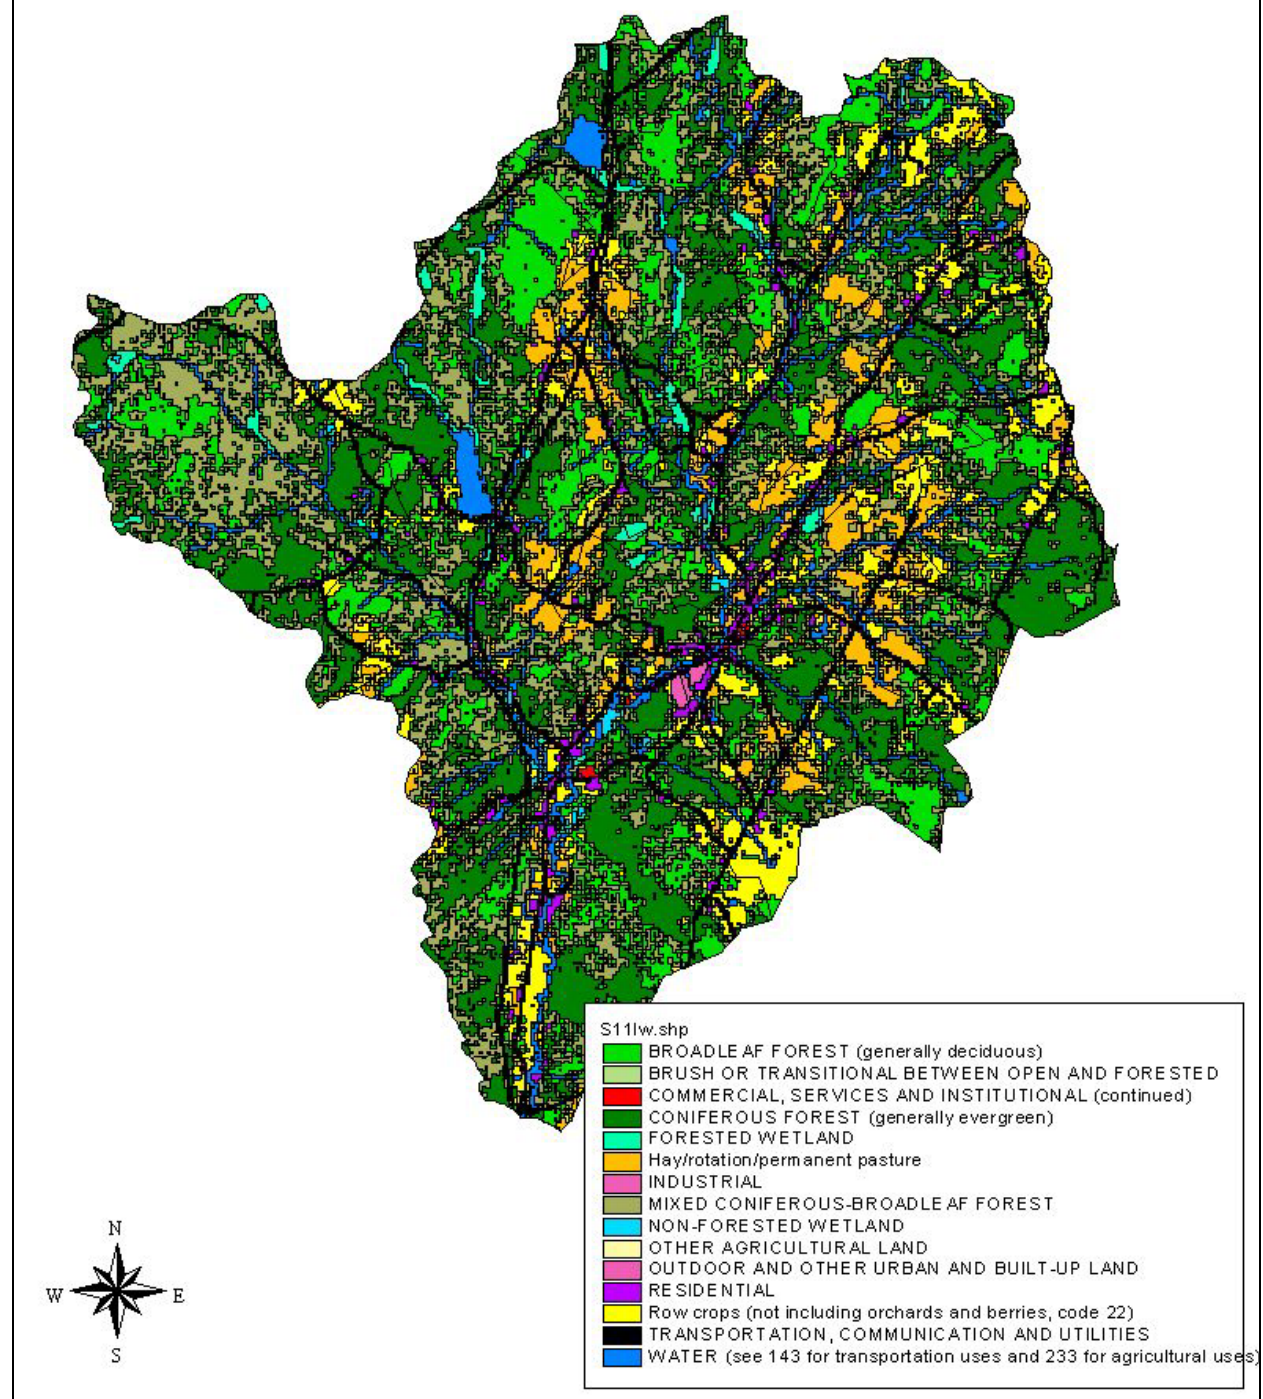 S11lw.shp
BROADLEAF FOREST (generally deciduous)
BRUSH OR TRANSITIONAL BETWEEN OPEN AND FORESTED
COMMERCIAL, SERVICES AND INSTITUTIONAL (continued)
CONIFEROUS FOREST (generally evergreen)
FORESTED WETLAND
Hay/rotation/permanent pasture
INDUSTRIAL
MIXED CONIFEROUS-BROADLEAF FOREST
NON-FORESTED WETLAND
OTHER AGRICULTURAL LAND
OUTDOOR AND OTHER URBAN AND BUILT-UP LAND
RESIDENTIAL
Row crops (not including orchards and berries, code 22)
TRANSPORTATION, COMMUNICATION AND UTILITIES
WATER (see 143 for transportation uses and 233 for agricultural uses)
N
W E
S